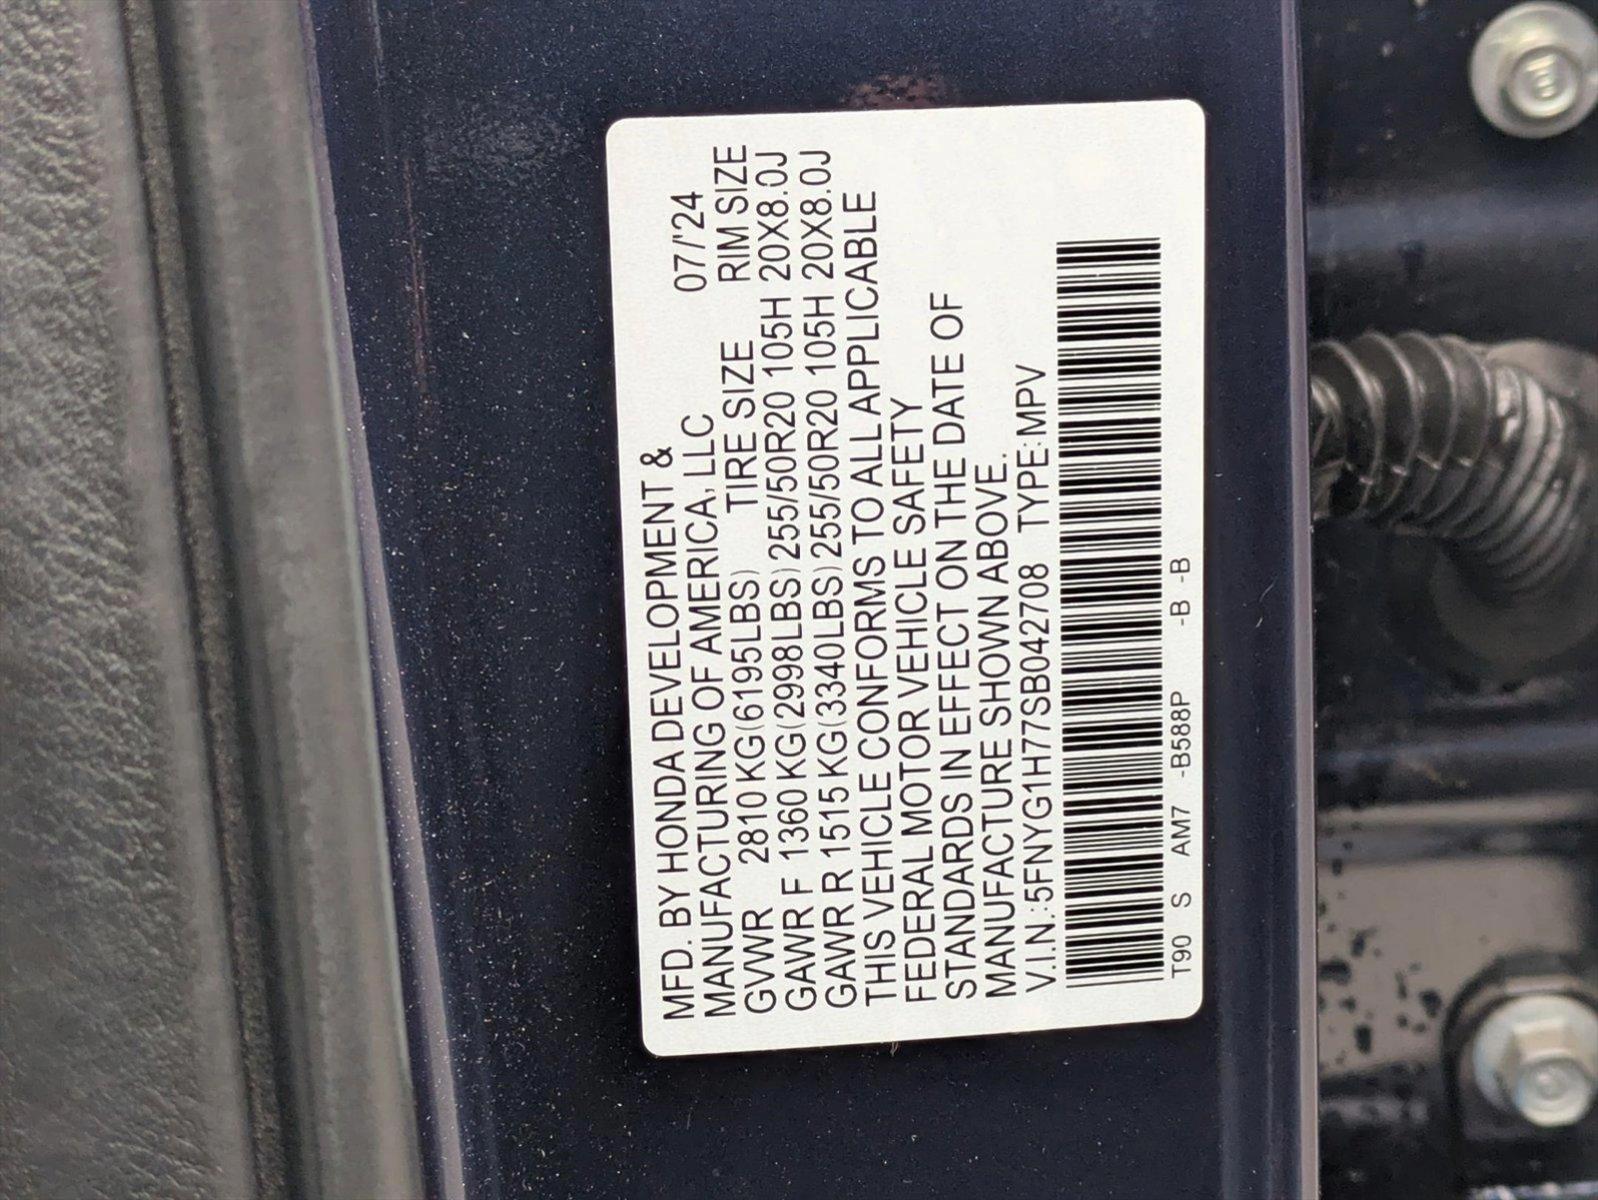 MFD. BY HONDA DEVELOPMENT &
MANUFACTURING OF AMERICA, LLC 07/'24
GVWR 2810 KG(6195LBS) TIRE SIZE RIM SIZE
GAWR F 1360 KG(2998LBS)255/50R20 105H 20X8.0J
GAWR R 1515 KG(3340LBS)255/50R20 105H 20X8.0J
THIS VEHICLE CONFORMS TO ALL APPLICABLE
FEDERAL MOTOR VEHICLE SAFETY
STANDARDS IN EFFECT ON THE DATE OF
MANUFACTURE SHOWN ABOVE.
V.I.N.:5FNYG1H77SB042708 TYPE:MPV
T90 S AM7 -B588P -B -B